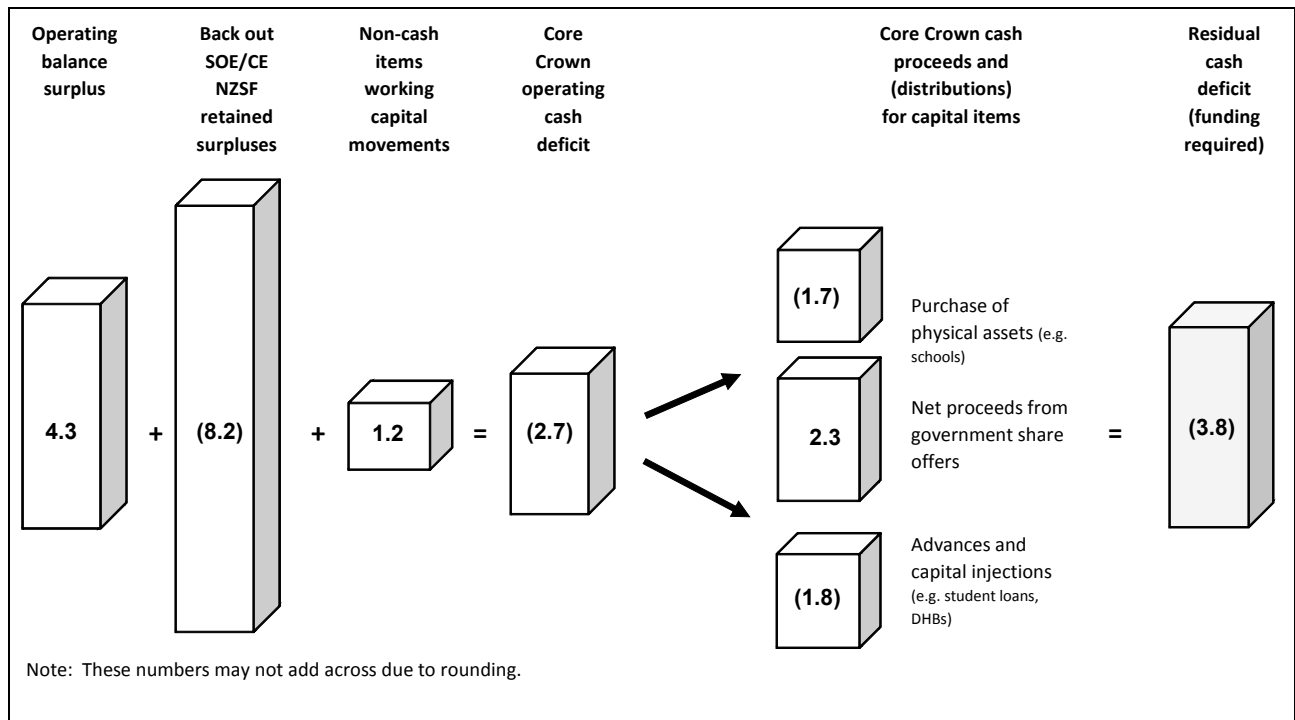 Operating
balance
surplus
Back out
SOE/CE
NZSF
retained
surpluses
Non-cash
items
working
capital
movements
Core
Crown
operating
cash
deficit
Core Crown cash
proceeds and
(distributions)
for capital items
Residual
cash
deficit
(funding
required)
4.3
+
(8.2)
+
1.2
=
(2.7)
(1.7)
Purchase of
physical assets (e.g.
schools)
2.3
Net proceeds from
government share
offers
(1.8)
Advances and
capital injections
(e.g. student loans,
DHBs)
=
(3.8)
Note: These numbers may not add across due to rounding.